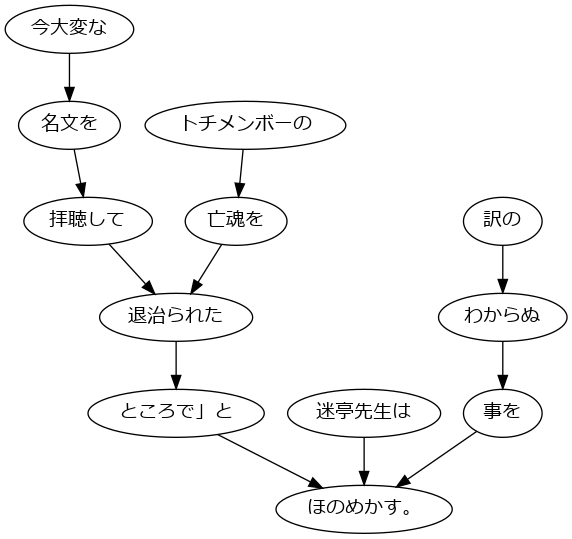 今大変な
名文を
トチメンボーの
拝聴して
亡魂を
訳の
退治られた
わからぬ
ところで」と
迷亭先生は
事を
ほのめかす。